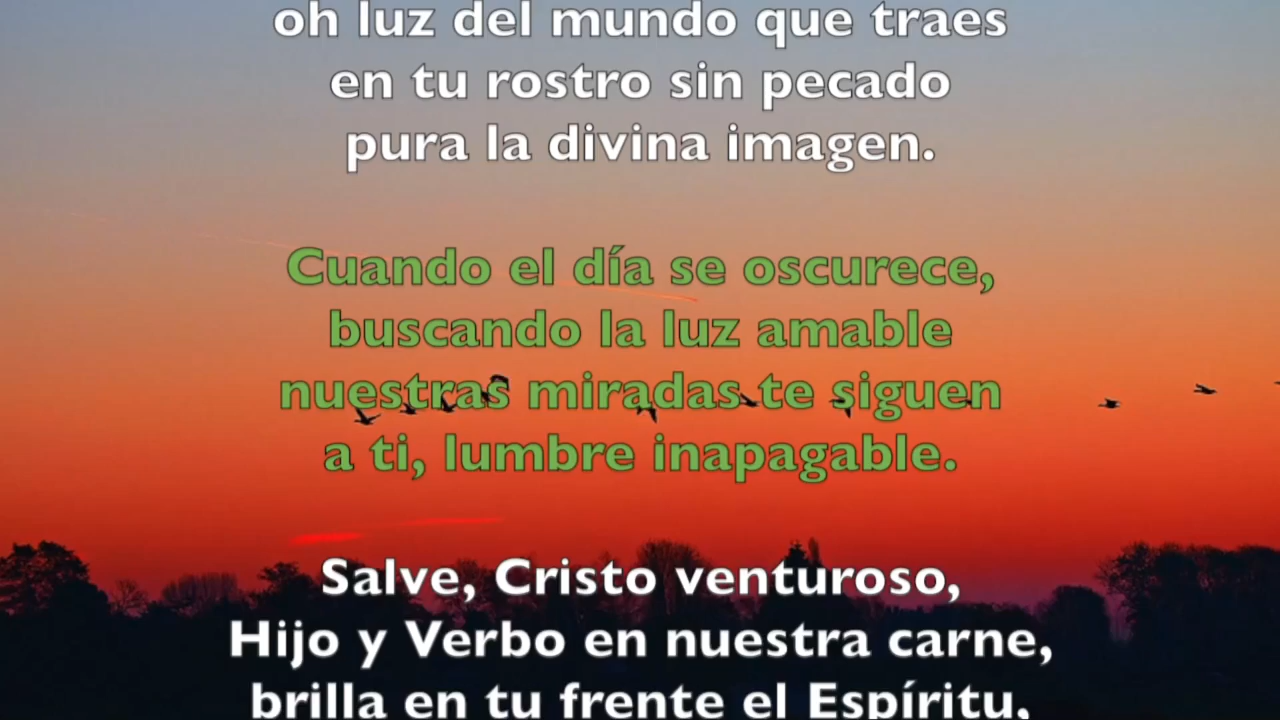 oh luz del mundo que traes
en tu rostro sin pecado
pura la divina imagen.
Cuando el día se oscurece,
buscando la luz amable
nuestras miradas te siguen
a ti, lumbre inapagable.
Salve, Cristo venturoso,
Hijo y Verbo en nuestra carne,
brilla en tu frente el Espíritu,